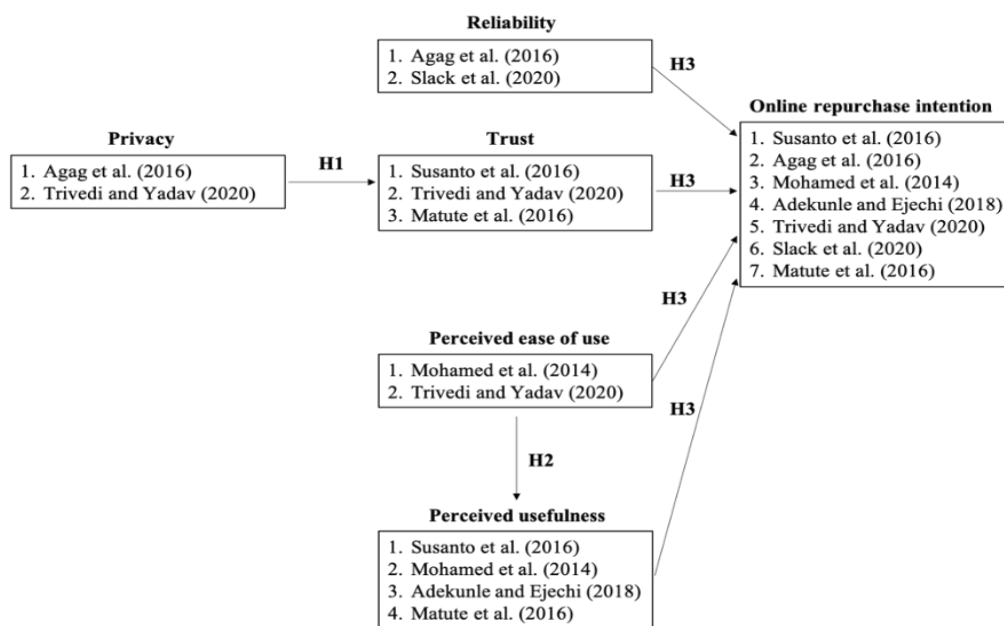 Reliability
1. Agag et al. (2016)
2. Slack et al. (2020)
H3
Online repurchase intention
1. Susanto et al. (2016)
2. Agag et al. (2016)
3. Mohamed et al. (2014)
4. Adekunle and Ejechi (2018)
5. Trivedi and Yadav (2020)
6. Slack et al. (2020)
7. Matute et al. (2016)
Privacy
1. Agag et al. (2016)
2. Trivedi and Yadav (2020)
H1
Trust
1. Susanto et al. (2016)
2. Trivedi and Yadav (2020)
3. Matute et al. (2016)
H3
H3
Perceived ease of use
1. Mohamed et al. (2014)
2. Trivedi and Yadav (2020)
H3
H2
Perceived usefulness
1. Susanto et al. (2016)
2. Mohamed et al. (2014)
3. Adekunle and Ejechi (2018)
4. Matute et al. (2016)